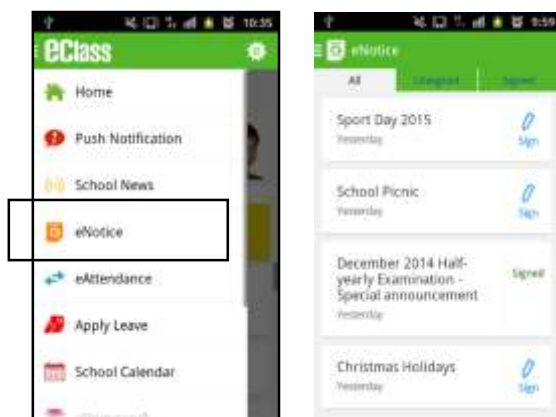 10:35
eClass
Home
Push Notification
School News
eNotice
eAttendance
Apply Leave
School Calendar
9:59
eNotice
All
Unsigned
Signed
Sport Day 2015
Yesterday
Sign
School Picnic
Yesterday
Sign
December 2014 Half-
yearly Examination -
Special announcement
Signed
Yesterday
Christmas Holidays
Yesterday
Sign